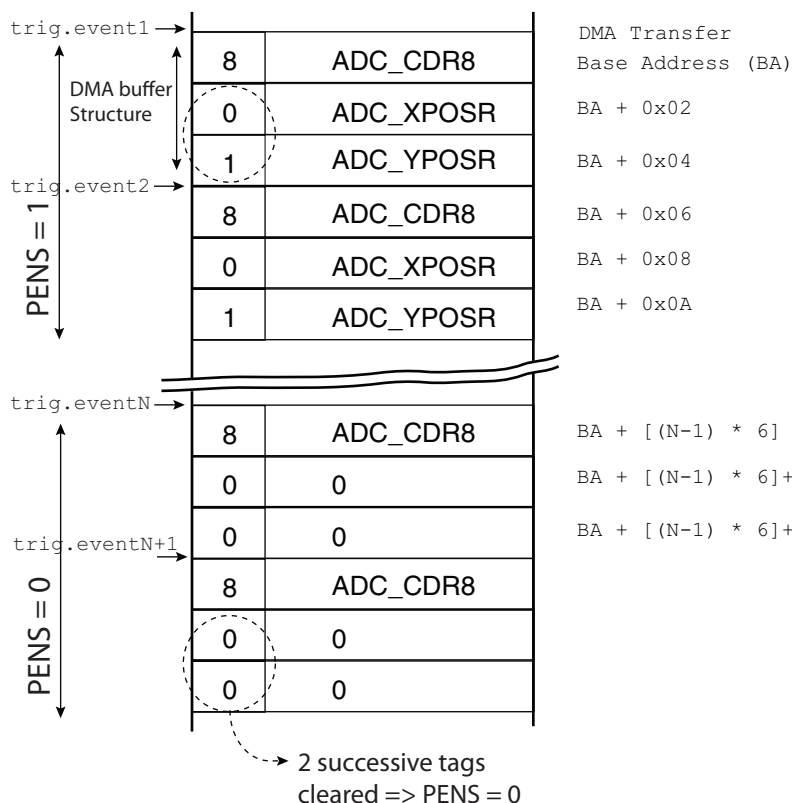 trig.event1
DMA Transfer
8 ADC_CDR8 Base Address (BA)
DMA buffer
Structure
0 ADC_XPOSR BA + 0x02
1 ADC_YPOSR BA + 0x04
trig.event2
8 ADC_CDR8 BA + 0x06
0 ADC_XPOSR BA + 0x08
1 ADC_YPOSR BA + 0x0A
PENS = 1
trig.eventN
8 ADC_CDR8 BA + [(N-1) * 6]
0 0 BA + [(N-1) * 6]+
0 0 BA + [(N-1) * 6]+
trig.eventN+1
8 ADC_CDR8
0 0
0 0
PENS = 0
2 successive tags
cleared => PENS = 0